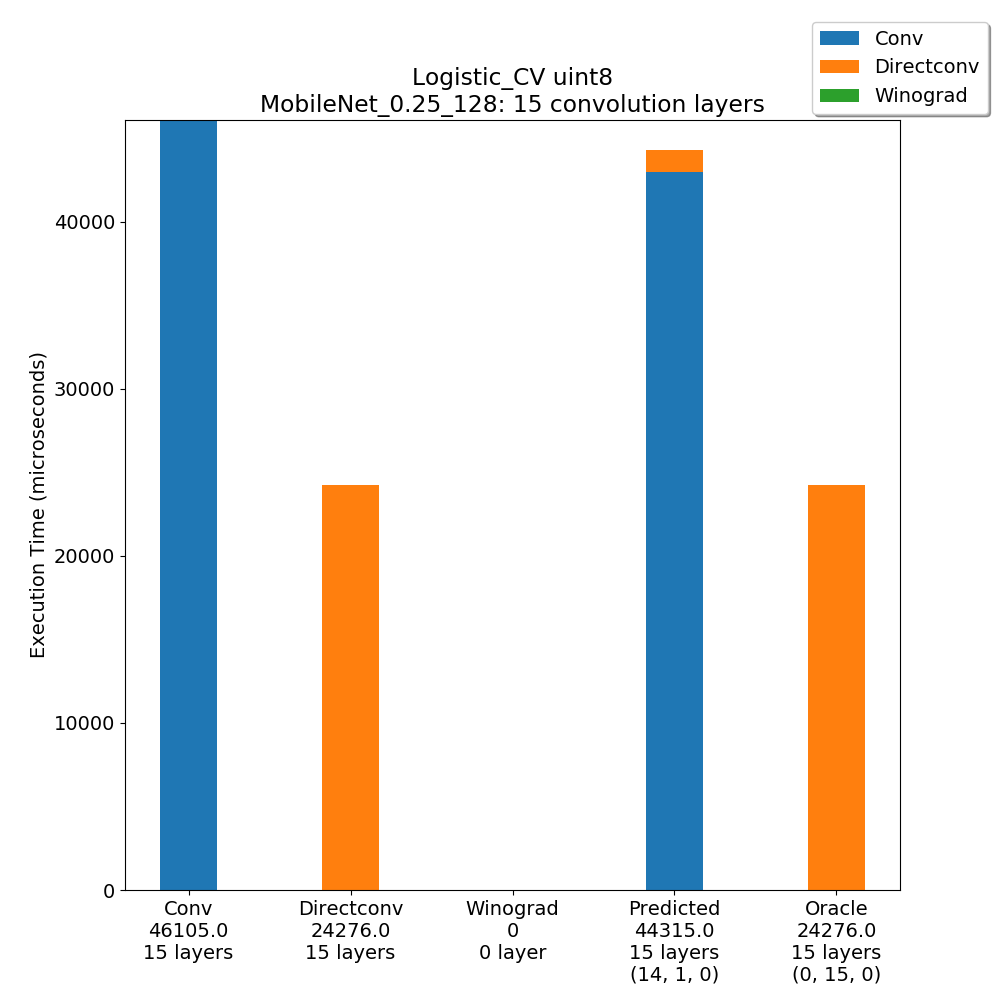 Conv
Directconv
Winograd
Logistic_CV uint8
MobileNet_0.25_128: 15 convolution layers
Execution Time (microseconds)
40000
30000
20000
10000
0
Conv
46105.0
15 layers
Directconv
24276.0
15 layers
Winograd
0
0 layer
Predicted
44315.0
15 layers
(14, 1, 0)
Oracle
24276.0
15 layers
(0, 15, 0)